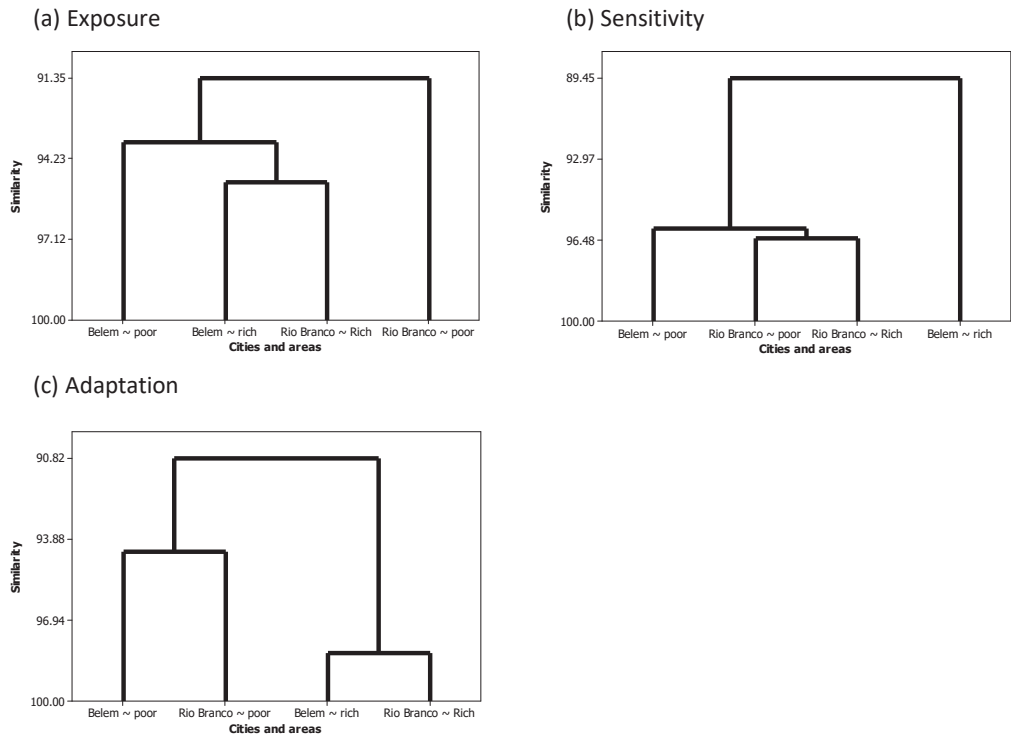 (a) Exposure
91.35
94.23
97.12
100.00
Similarity
Belem ~ poor Belem ~ rich Rio Branco ~ Rich Rio Branco ~ poor
Cities and areas
(b) Sensitivity
89.45
92.97
96.48
100.00
Similarity
Belem ~ poor Rio Branco ~ poor Rio Branco ~ Rich Belem ~ rich
Cities and areas
(c) Adaptation
90.82
93.88
96.94
100.00
Similarity
Belem ~ poor Rio Branco ~ poor Belem ~ rich Rio Branco ~ Rich
Cities and areas